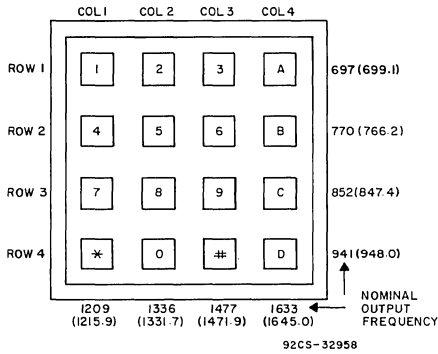 COL 1 COL 2 COL 3 COL 4
ROW 1 1 2 3 A 697 (699.1)
ROW 2 4 5 6 B 770 (766.2)
ROW 3 7 8 9 C 852 (847.4)
ROW 4 * 0 # D 941 (948.0)
1209 1336 1477 1633
(1215.9) (1331.7) (1471.9) (1645.0)
NOMINAL
OUTPUT
FREQUENCY
92CS-32958